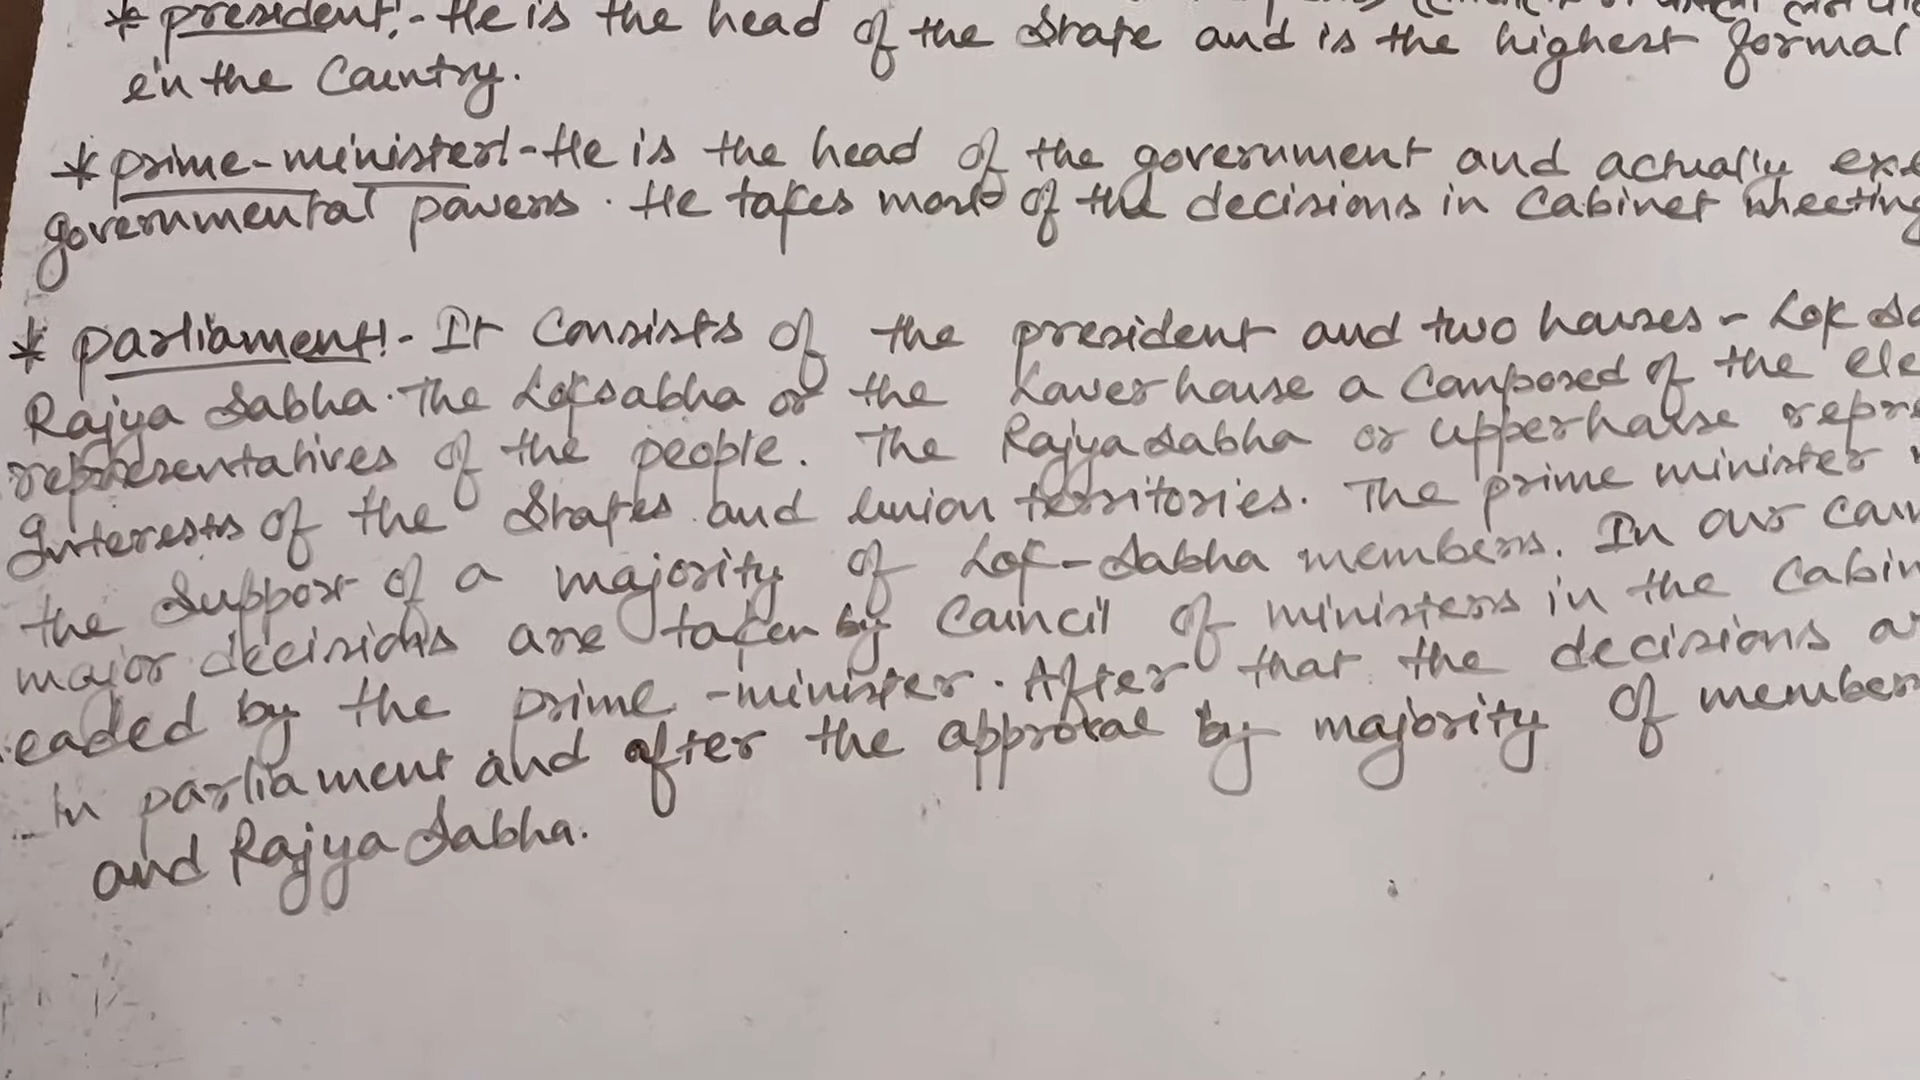 * president :- He is the head of the State and is the highest formal
in the Country.
* prime-minister :- He is the head of the government and actually
governmental powers. He takes most of the decisions in Cabinet meeting
* parliament :- It Consists of the president and two houses - Lok
Rajya Sabha. The Loksabha or the Lower house a Composed of the
representatives of the people. The Rajya Sabha or Upper house
Interests of the States and union territories. The prime minister
the Support of a majority of Lok-Sabha members. In our
major decisions are taken by Council of ministers in the
by the prime-minister. After that the decisions
In parliament and after the approval by majority of member
and Rajya Sabha.